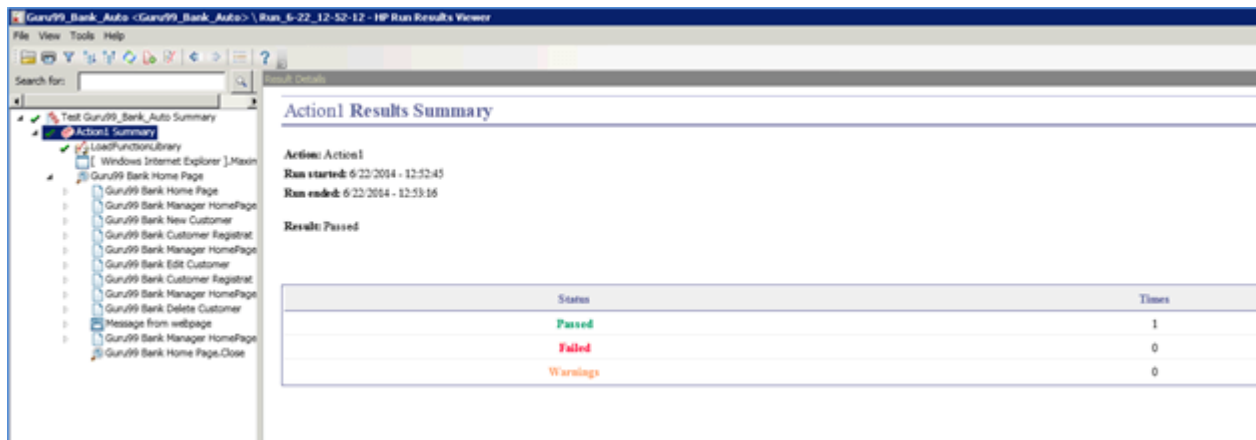 Guru99_Bank_Auto <Guru99_Bank_Auto> \ Run_6-22_12-52-12 - HP Run Results Viewer
File View Tools Help
Search for:
Result Details
Test Guru99_Bank_Auto Summary
Action1 Summary
LoadFunctionLibrary
[ Windows Internet Explorer ].Maxim
Guru99 Bank Home Page
Guru99 Bank Home Page
Guru99 Bank Manager HomePage
Guru99 Bank New Customer
Guru99 Bank Customer Registrat
Guru99 Bank Manager HomePage
Guru99 Bank Edit Customer
Guru99 Bank Customer Registrat
Guru99 Bank Manager HomePage
Guru99 Bank Delete Customer
Message from webpage
Guru99 Bank Manager HomePage
Guru99 Bank Home Page.Close
Action1 Results Summary
Action: Action1
Run started: 6/22/2014 - 12:52:45
Run ended: 6/22/2014 - 12:53:16
Result: Passed
Status Times
Passed 1
Failed 0
Warnings 0